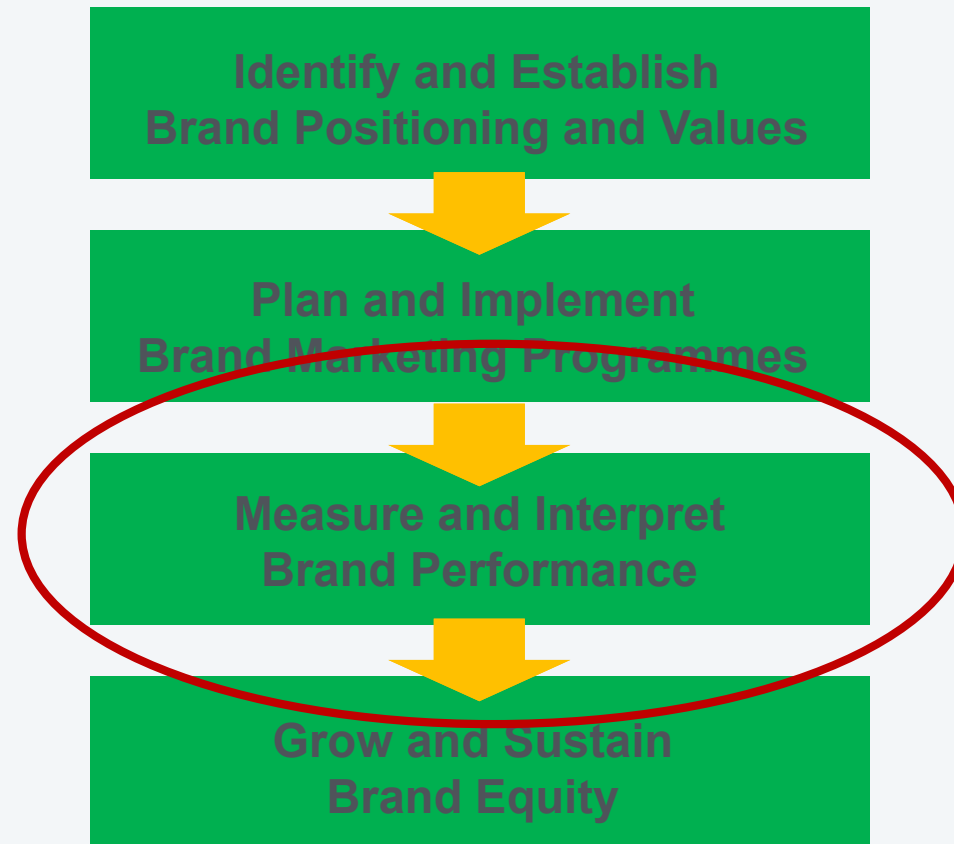 Identify and Establish
Brand Positioning and Values
Plan and Implement
Brand Marketing Programmes
Measure and Interpret
Brand Performance
Grow and Sustain
Brand Equity